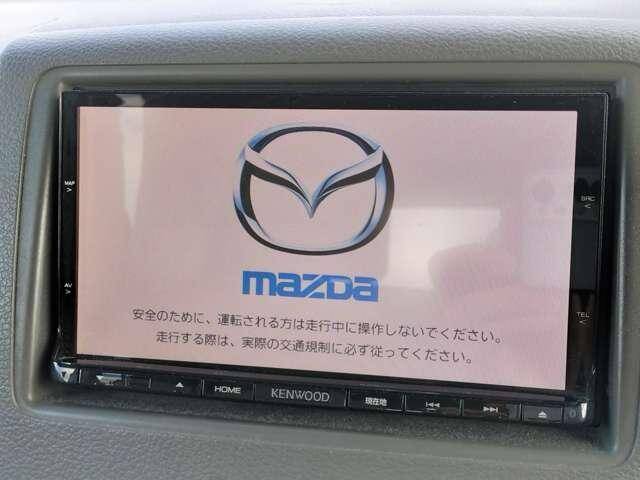 mazda
安全のために、運転される方は走行中に操作しないでください。
走行する際は、実際の交通規制に必ず従ってください。
MAP
AV
SRC
TEL
HOME
KENWOOD
現在地